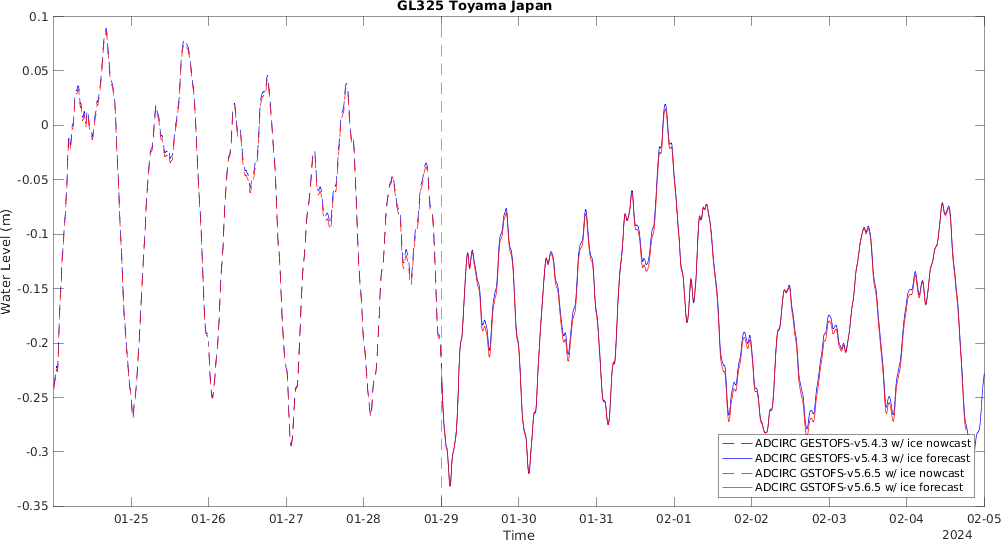 GL325 Toyama Japan
0.1
0.05
0
-0.05
-0.1
-0.15
-0.2
-0.25
-0.3
-0.35
Water Level (m)
ADCIRC GESTOFS-v5.4.3 w/ ice nowcast
ADCIRC GESTOFS-v5.4.3 w/ ice forecast
ADCIRC GSTOFS-v5.6.5 w/ ice nowcast
ADCIRC GSTOFS-v5.6.5 w/ ice forecast
01-25 01-26 01-27 01-28 01-29 01-30 01-31 02-01 02-02 02-03 02-04 02-05
Time
2024